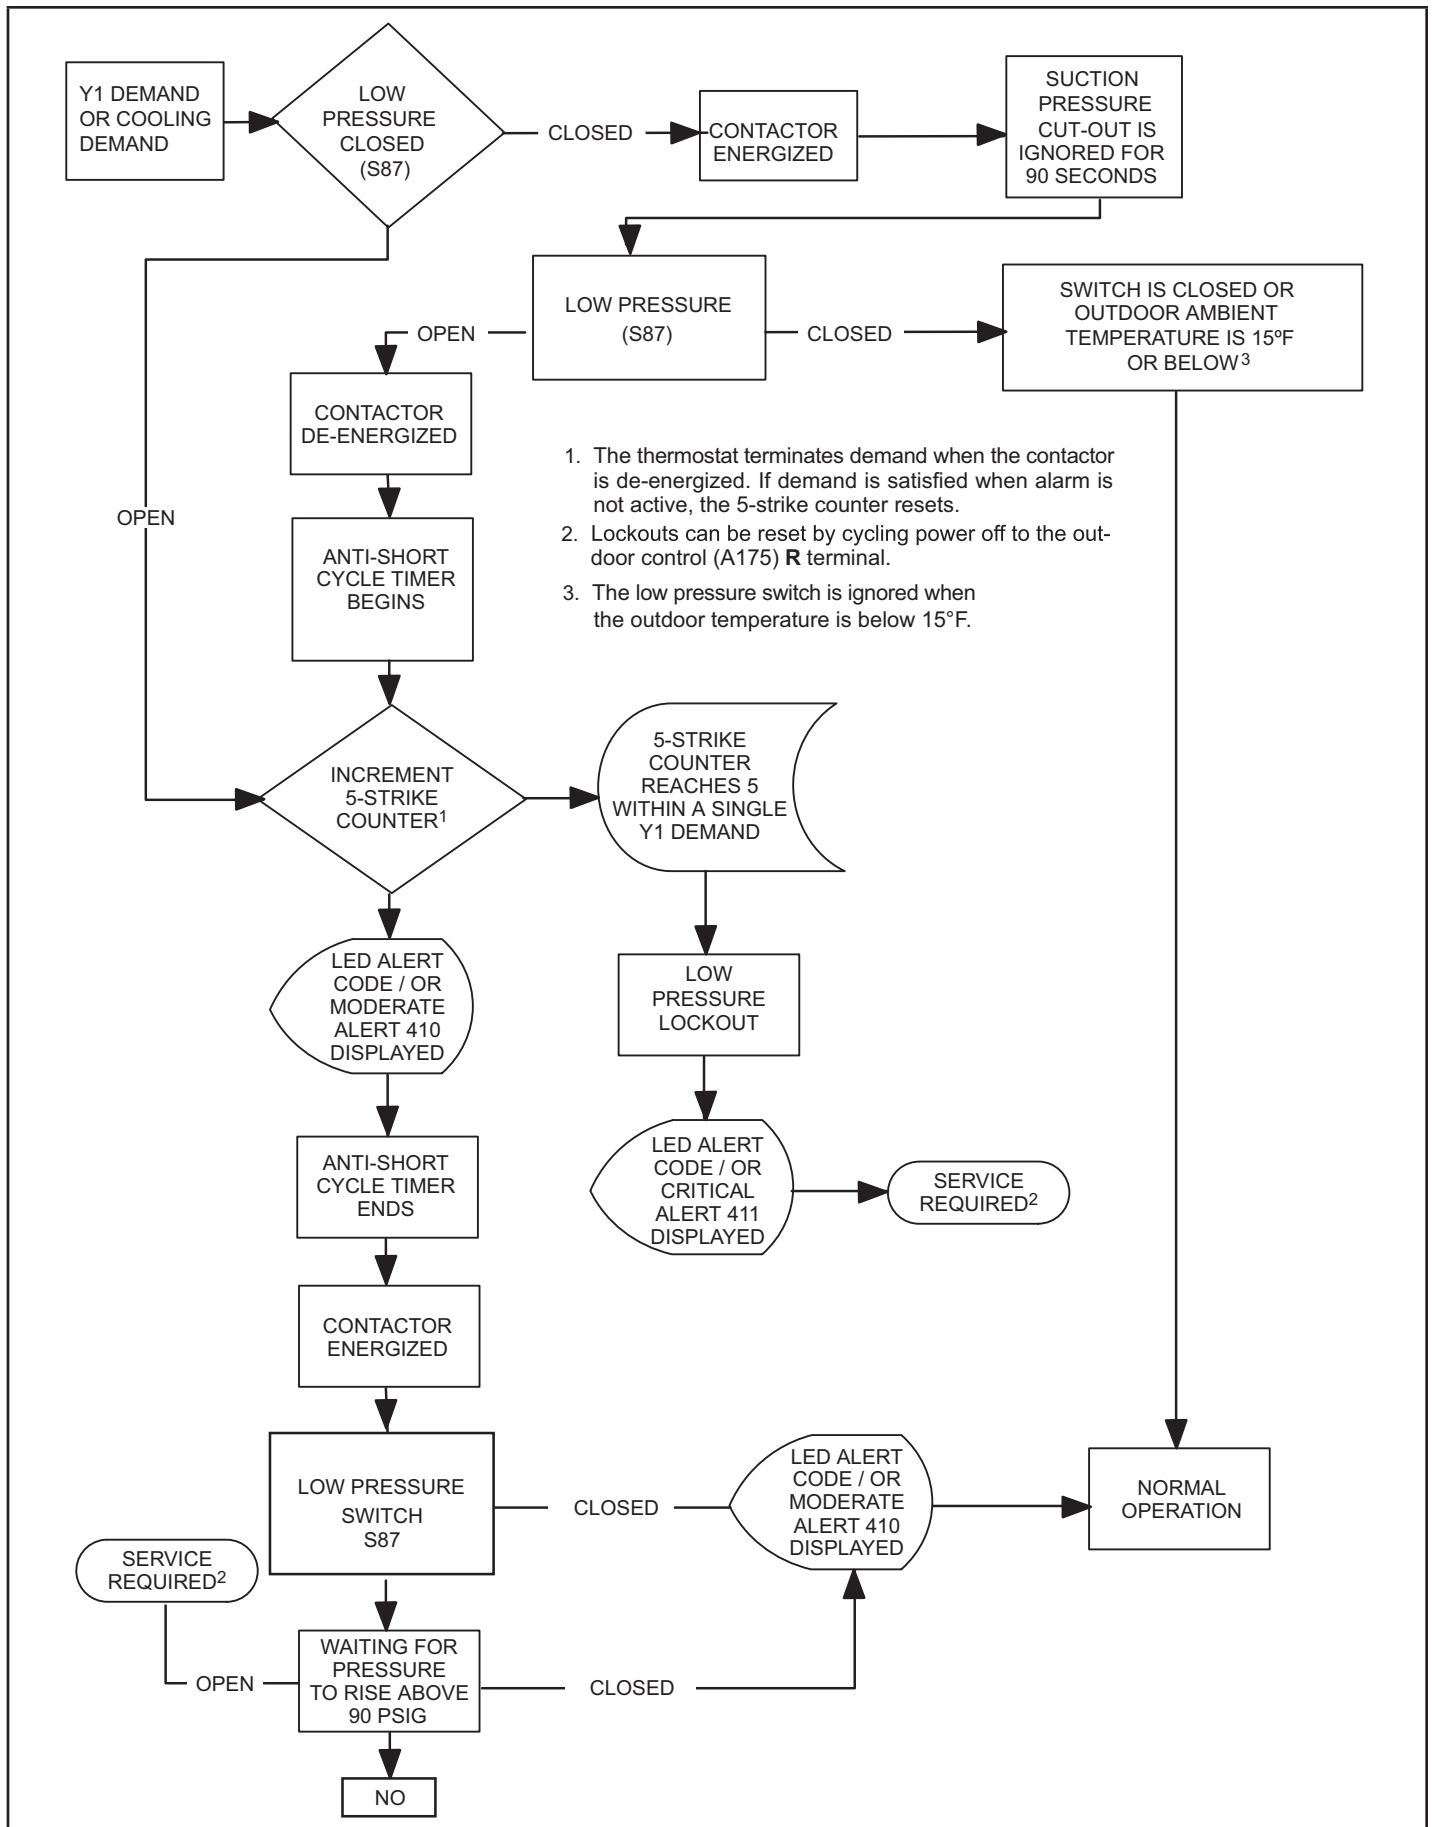 Y1 DEMAND
OR COOLING
DEMAND
LOW
PRESSURE
CLOSED
(S87)
CLOSED
CONTACTOR
ENERGIZED
SUCTION
PRESSURE
CUT-OUT IS
IGNORED FOR
90 SECONDS
LOW PRESSURE
(S87)
OPEN
CLOSED
SWITCH IS CLOSED OR
OUTDOOR AMBIENT
TEMPERATURE IS 15ºF
OR BELOW3
CONTACTOR
DE-ENERGIZED
1. The thermostat terminates demand when the contactor
is de-energized. If demand is satisfied when alarm is
not active, the 5-strike counter resets.
2. Lockouts can be reset by cycling power off to the out-
door control (A175) R terminal.
3. The low pressure switch is ignored when
the outdoor temperature is below 15°F.
OPEN
ANTI-SHORT
CYCLE TIMER
BEGINS
INCREMENT
5-STRIKE
COUNTER1
5-STRIKE
COUNTER
REACHES 5
WITHIN A SINGLE
Y1 DEMAND
LED ALERT
CODE / OR
MODERATE
ALERT 410
DISPLAYED
LOW
PRESSURE
LOCKOUT
ANTI-SHORT
CYCLE TIMER
ENDS
LED ALERT
CODE / OR
CRITICAL
ALERT 411
DISPLAYED
SERVICE
REQUIRED2
CONTACTOR
ENERGIZED
LOW PRESSURE
SWITCH
S87
CLOSED
LED ALERT
CODE / OR
MODERATE
ALERT 410
DISPLAYED
NORMAL
OPERATION
SERVICE
REQUIRED2
OPEN
WAITING FOR
PRESSURE
TO RISE ABOVE
90 PSIG
CLOSED
NO